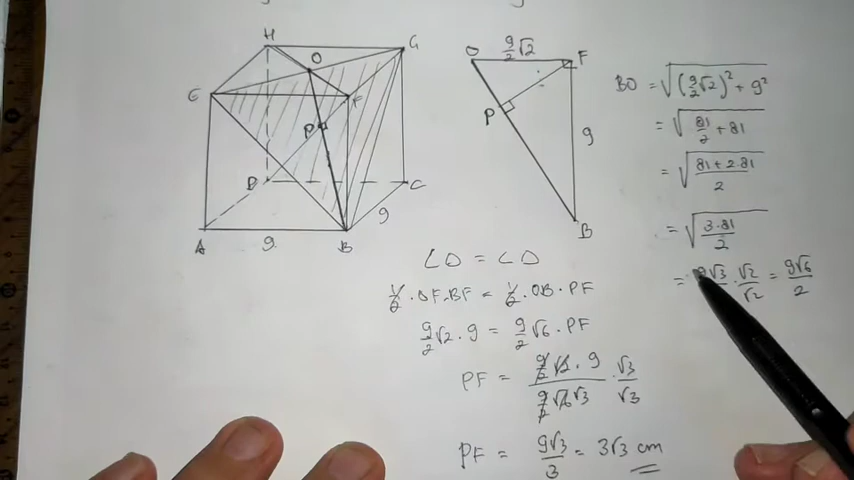 H
G
O
E
F
P
D
C
A
B
9
9
O
9/2 √2
F
P
9
B
BO = √((9/2 √2)² + 9²)
= √(81/2 + 81)
= √((81 + 2·81)/2)
= √(3·81/2)
= 9√3 · √2/√2 = 9√6/2
LΔ = LΔ
1/2 · OF · BF = 1/2 · OB · PF
9/2 √2 · 9 = 9/2 √6 · PF
PF = (9/2 √2 · 9)/(9/2 √2 √3) · √3/√3
PF = 9√3/3 = 3√3 cm